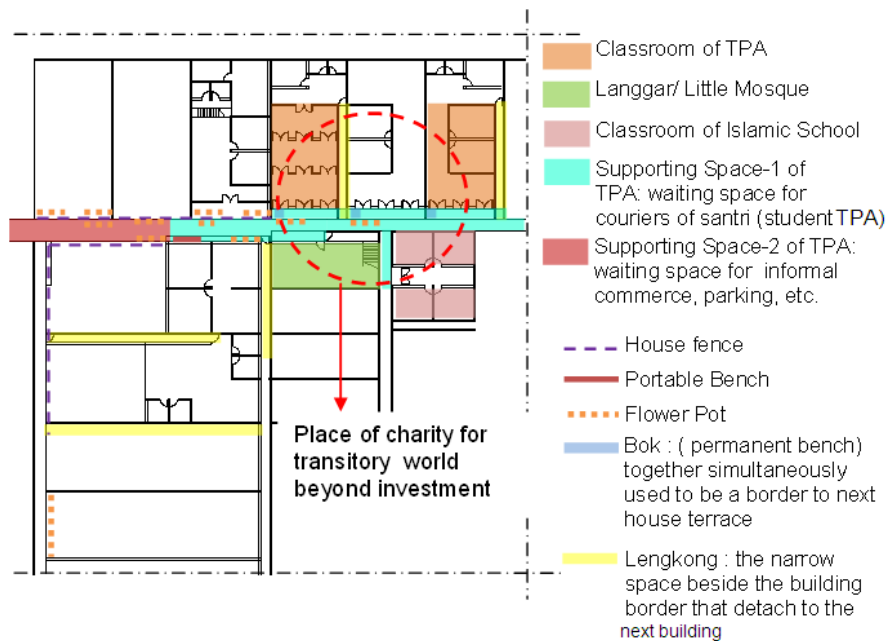 Classroom of TPA
Langgar/ Little Mosque
Classroom of Islamic School
Supporting Space-1 of
TPA: waiting space for
couriers of santri (student TPA)
Supporting Space-2 of TPA:
waiting space for informal
commerce, parking, etc.
House fence
Portable Bench
Flower Pot
Bok : ( permanent bench)
together simultaneously
used to be a border to next
house terrace
Lengkong : the narrow
space beside the building
border that detach to the
next building
Place of charity for
transitory world
beyond investment